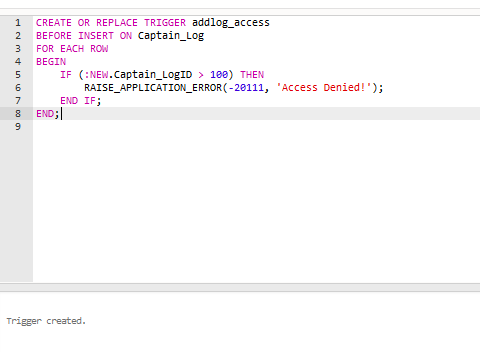 1 CREATE OR REPLACE TRIGGER addlog_access
2 BEFORE INSERT ON Captain_Log
3 FOR EACH ROW
4 BEGIN
5     IF (:NEW.Captain_LogID > 100) THEN
6         RAISE_APPLICATION_ERROR(-20111, 'Access Denied!');
7     END IF;
8 END;
9
Trigger created.